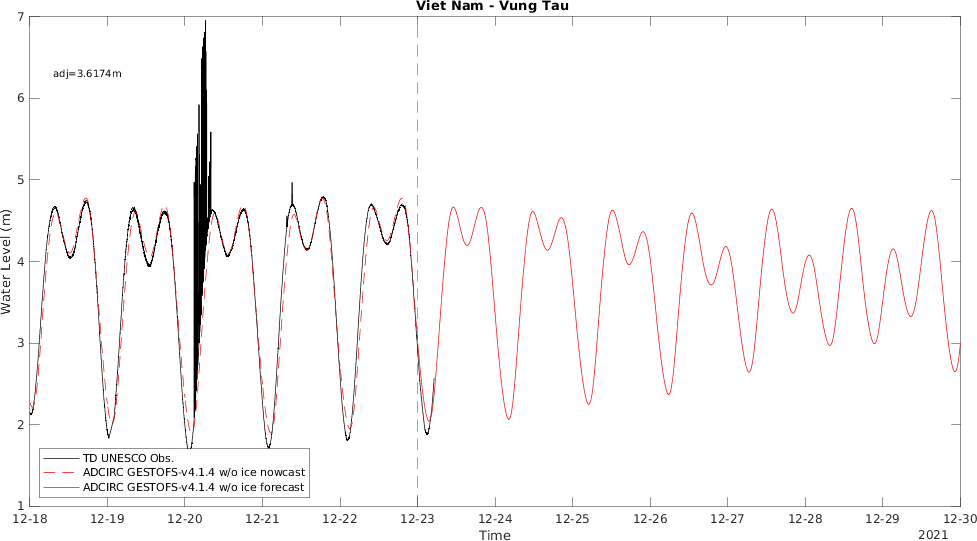 Viet Nam - Vung Tau
adj=3.6174m
Water Level (m)
7
6
5
4
3
2
1
TD UNESCO Obs.
ADCIRC GESTOFS-v4.1.4 w/o ice nowcast
ADCIRC GESTOFS-v4.1.4 w/o ice forecast
12-18 12-19 12-20 12-21 12-22 12-23 12-24 12-25 12-26 12-27 12-28 12-29 12-30
Time
2021